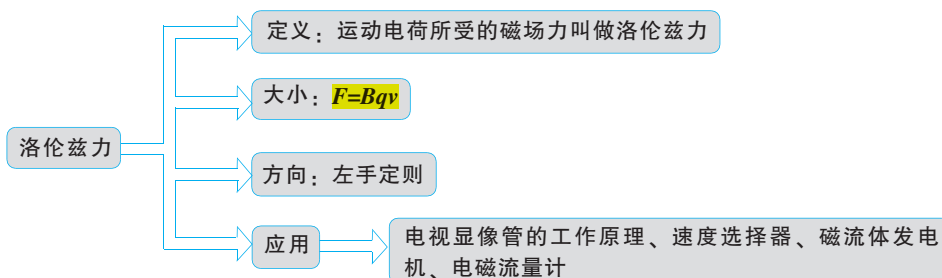 定义：运动电荷所受的磁场力叫做洛伦兹力
大小：F=Bqv
洛伦兹力
方向：左手定则
应用
电视显像管的工作原理、速度选择器、磁流体发电
机、电磁流量计